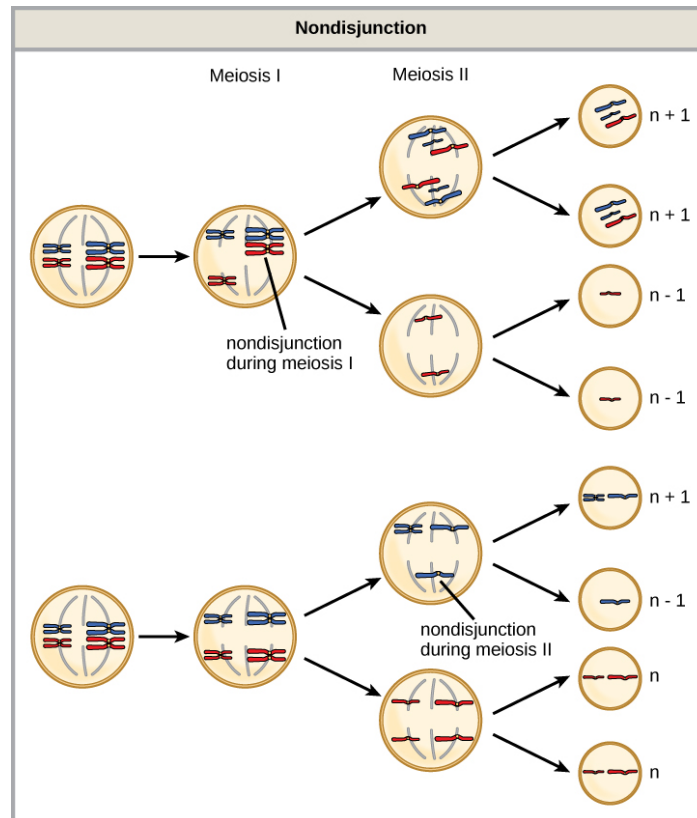 Nondisjunction
Meiosis I
Meiosis II
n + 1
n + 1
nondisjunction
during meiosis I
n - 1
n - 1
n + 1
n - 1
nondisjunction
during meiosis II
n
n